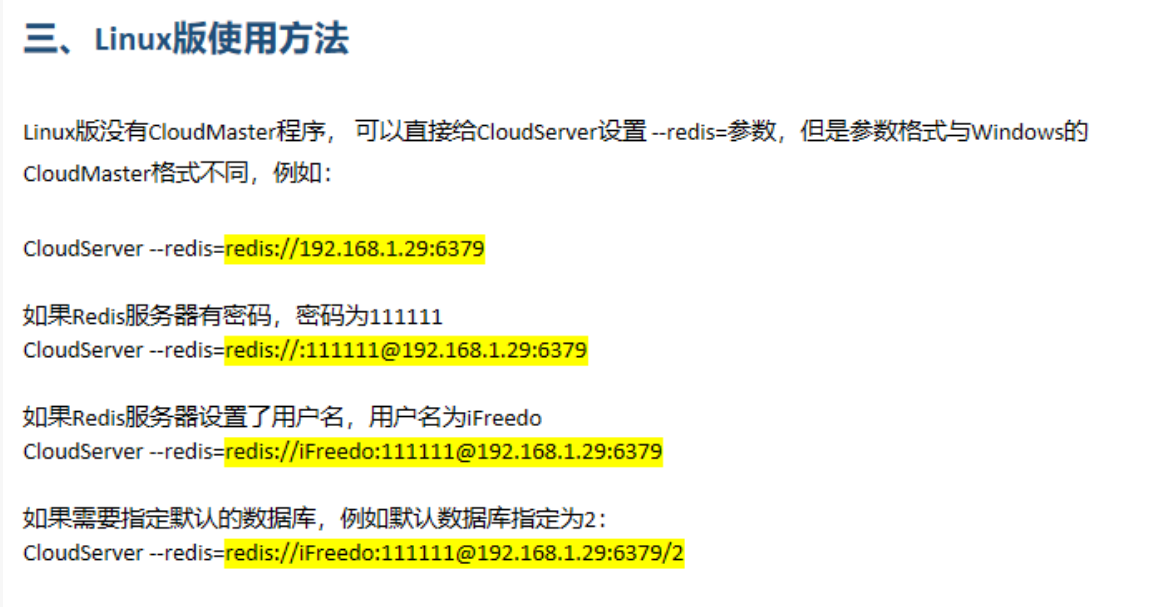 三、Linux版使用方法
Linux版没有CloudMaster程序， 可以直接给CloudServer设置 --redis=参数，但是参数格式与Windows的
CloudMaster格式不同，例如：
CloudServer --redis=redis://192.168.1.29:6379
如果Redis服务器有密码，密码为111111
CloudServer --redis=redis://:111111@192.168.1.29:6379
如果Redis服务器设置了用户名，用户名为iFreedo
CloudServer --redis=redis://iFreedo:111111@192.168.1.29:6379
如果需要指定默认的数据库，例如默认数据库指定为2：
CloudServer --redis=redis://iFreedo:111111@192.168.1.29:6379/2